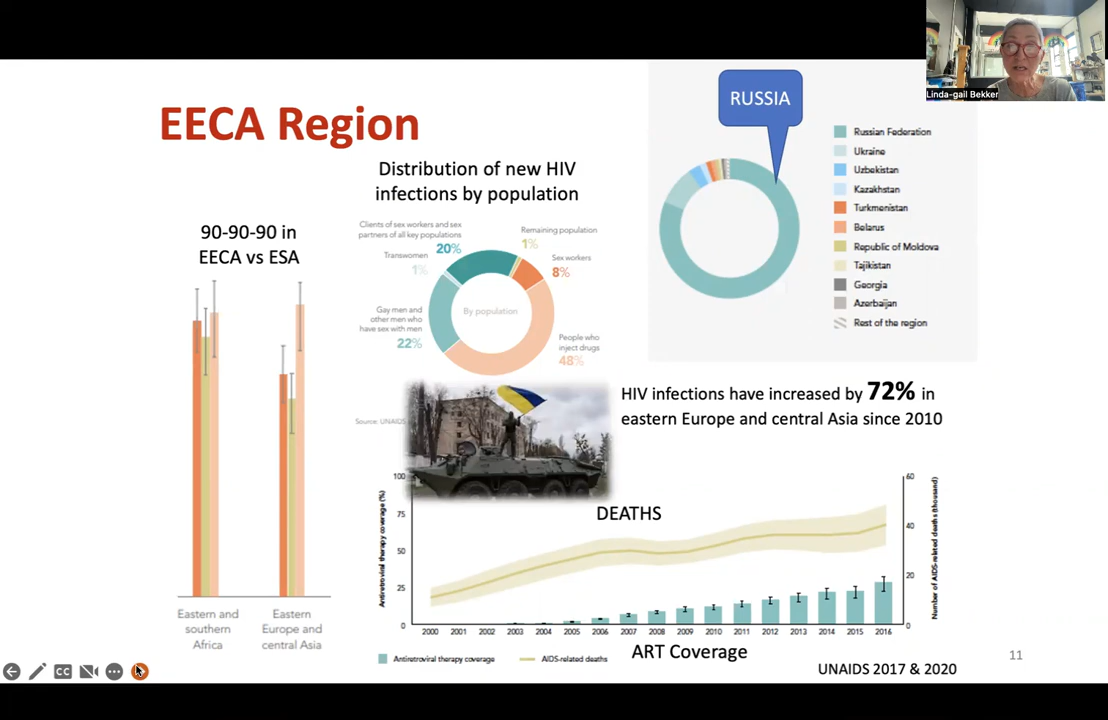 Linda-gail Bekker
RUSSIA
EECA Region
Russian Federation
Ukraine
Uzbekistan
Kazakhstan
Turkmenistan
Belarus
Republic of Moldova
Tajikistan
Georgia
Azerbaijan
Rest of the region
Distribution of new HIV
infections by population
Clients of sex workers and sex
partners of all key populations
20%
Remaining population
1%
Transwomen
1%
Sex workers
8%
Gay men and
other men who
have sex with men
22%
By population
People who
inject drugs
48%
90-90-90 in
EECA vs ESA
Eastern and
southern
Africa
Eastern
Europe and
central Asia
Source: UNAIDS
HIV infections have increased by 72% in
eastern Europe and central Asia since 2010
DEATHS
Antiretroviral therapy coverage (%)
100
75
50
25
0
60
40
20
0
Number of AIDS-related deaths (thousand)
2000 2001 2002 2003 2004 2005 2006 2007 2008 2009 2010 2011 2012 2013 2014 2015 2016
Antiretroviral therapy coverage
AIDS-related deaths
ART Coverage
UNAIDS 2017 & 2020
11
CC